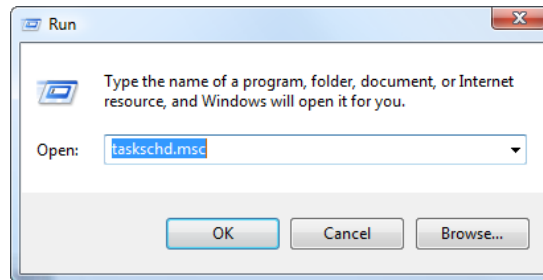 Run
Type the name of a program, folder, document, or Internet
resource, and Windows will open it for you.
Open: taskschd.msc
OK Cancel Browse...